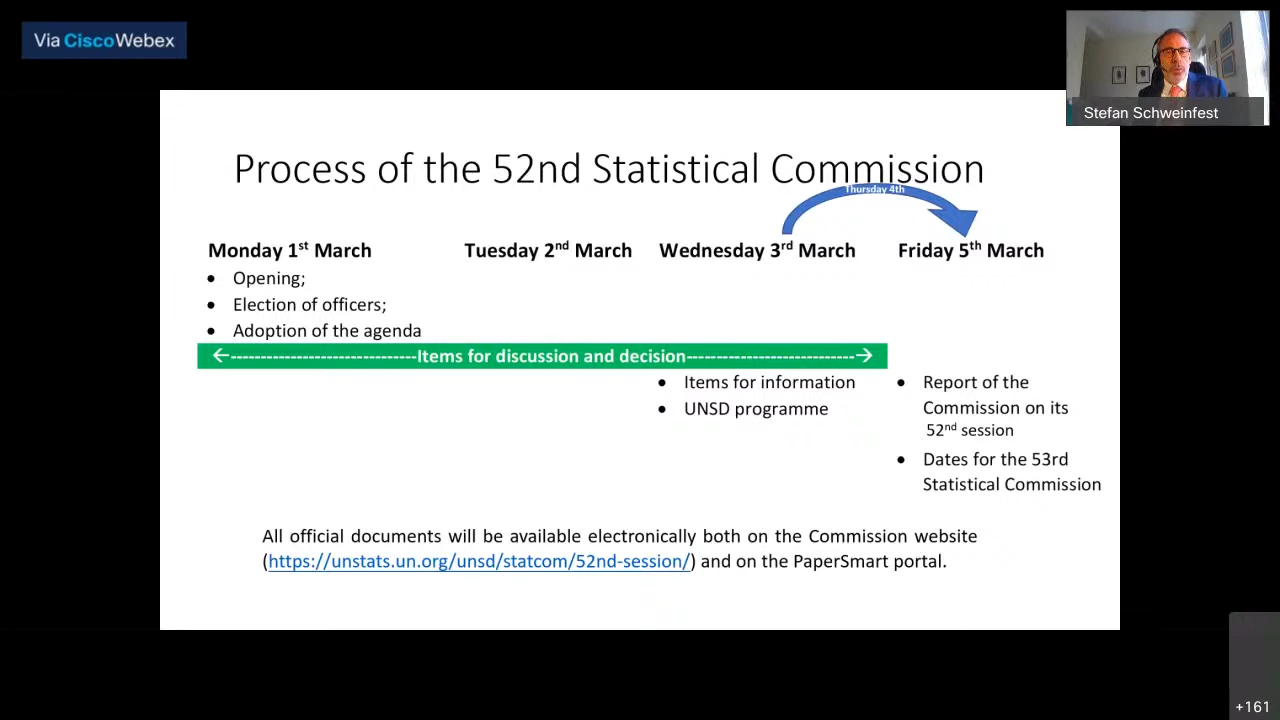 Via Cisco Webex
Stefan Schweinfest
Process of the 52nd Statistical Commission
Thursday 4th
Monday 1st March
Tuesday 2nd March
Wednesday 3rd March
Friday 5th March
• Opening;
• Election of officers;
• Adoption of the agenda
←-------------------------------Items for discussion and decision----------------------------→
• Items for information
• UNSD programme
• Report of the
Commission on its
52nd session
• Dates for the 53rd
Statistical Commission
All official documents will be available electronically both on the Commission website
(https://unstats.un.org/unsd/statcom/52nd-session/) and on the PaperSmart portal.
+161